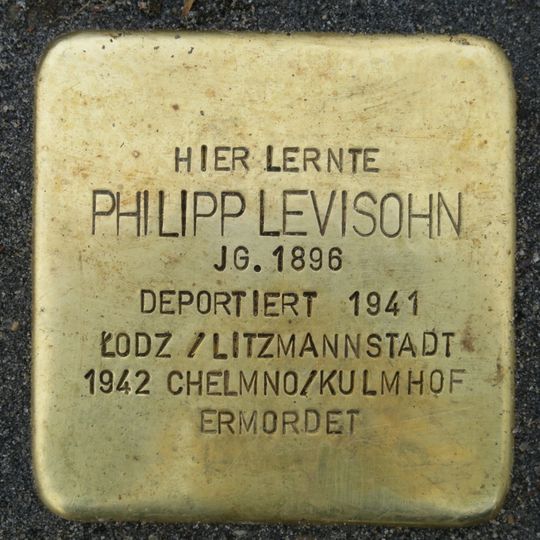 HIER LERNTE
PHILIPP LEVISOHN
JG. 1896
DEPORTIERT 1941
ŁODZ / LITZMANNSTADT
1942 CHELMNO/KULMHOF
ERMORDET